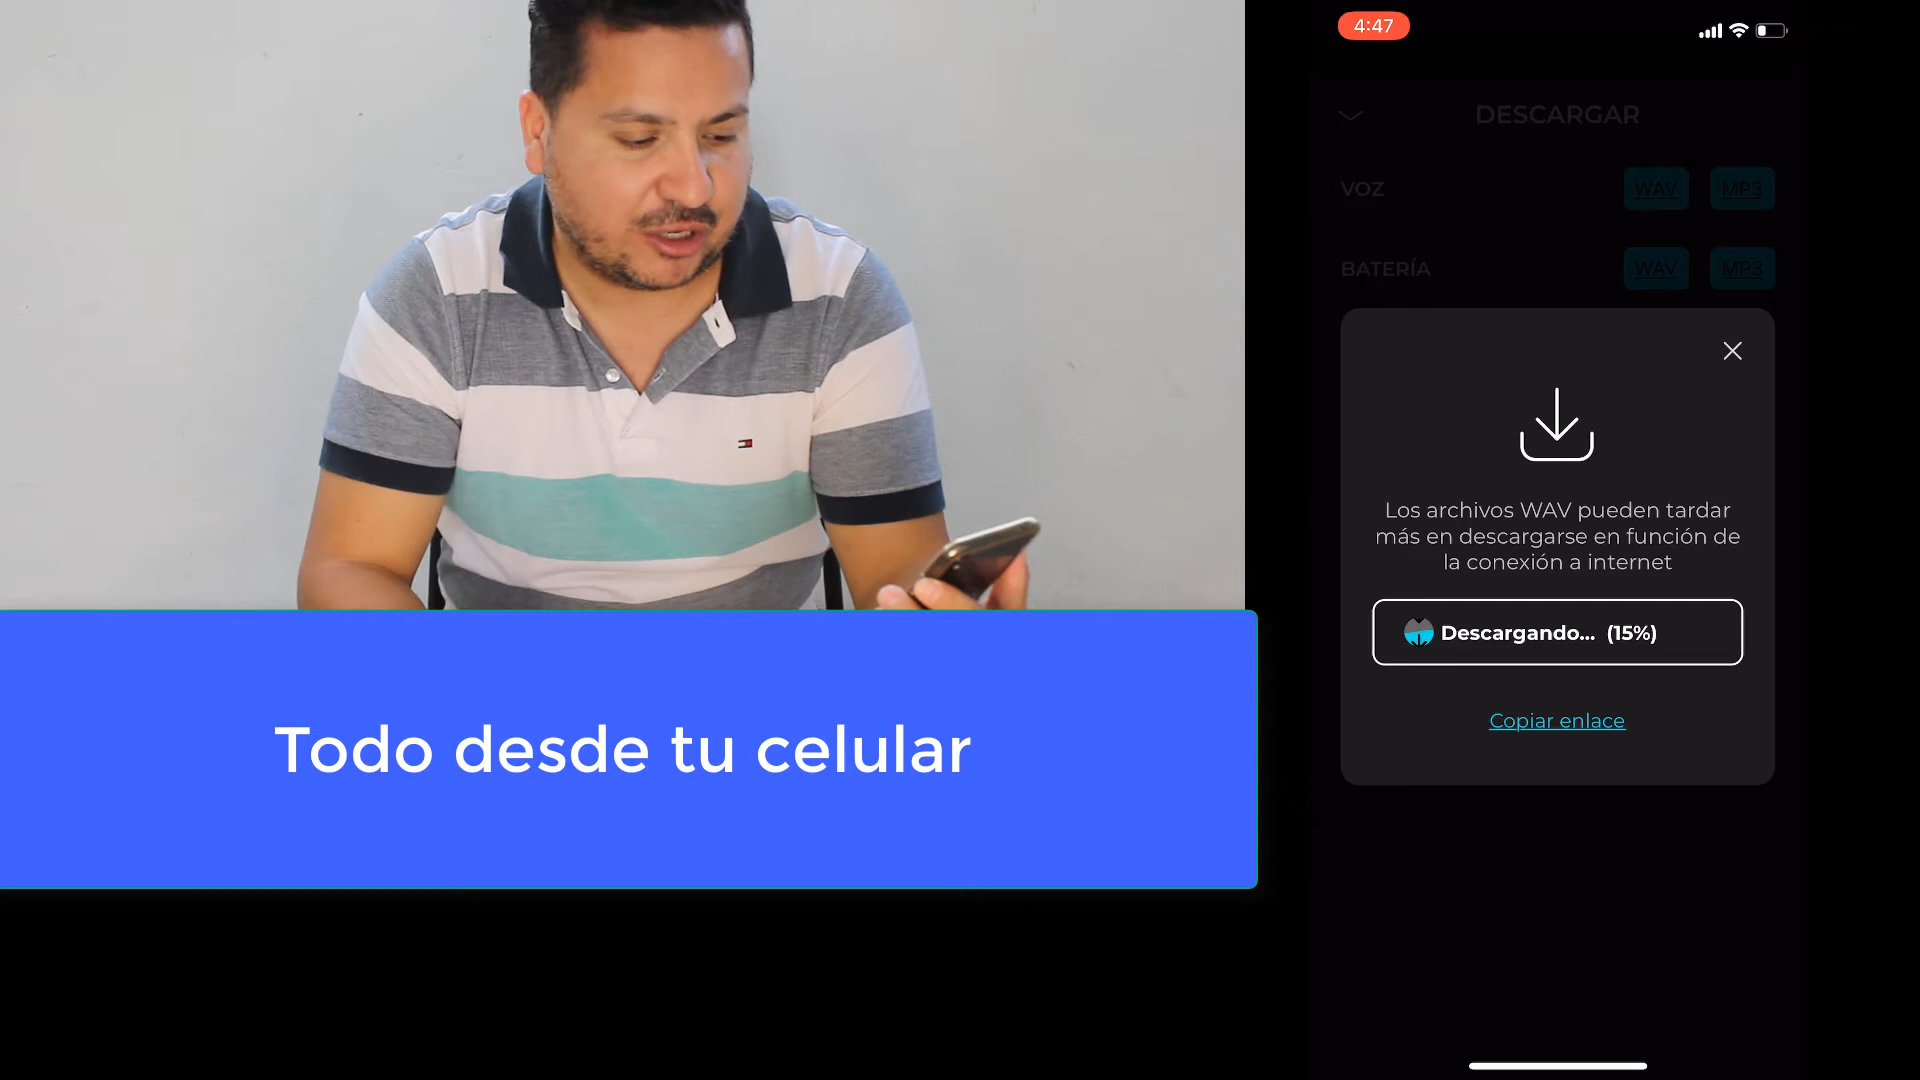 4:47
DESCARGAR
VOZ WAV MP3
BATERÍA WAV MP3
Los archivos WAV pueden tardar
más en descargarse en función de
la conexión a internet
Descargando... (15%)
Copiar enlace
Todo desde tu celular